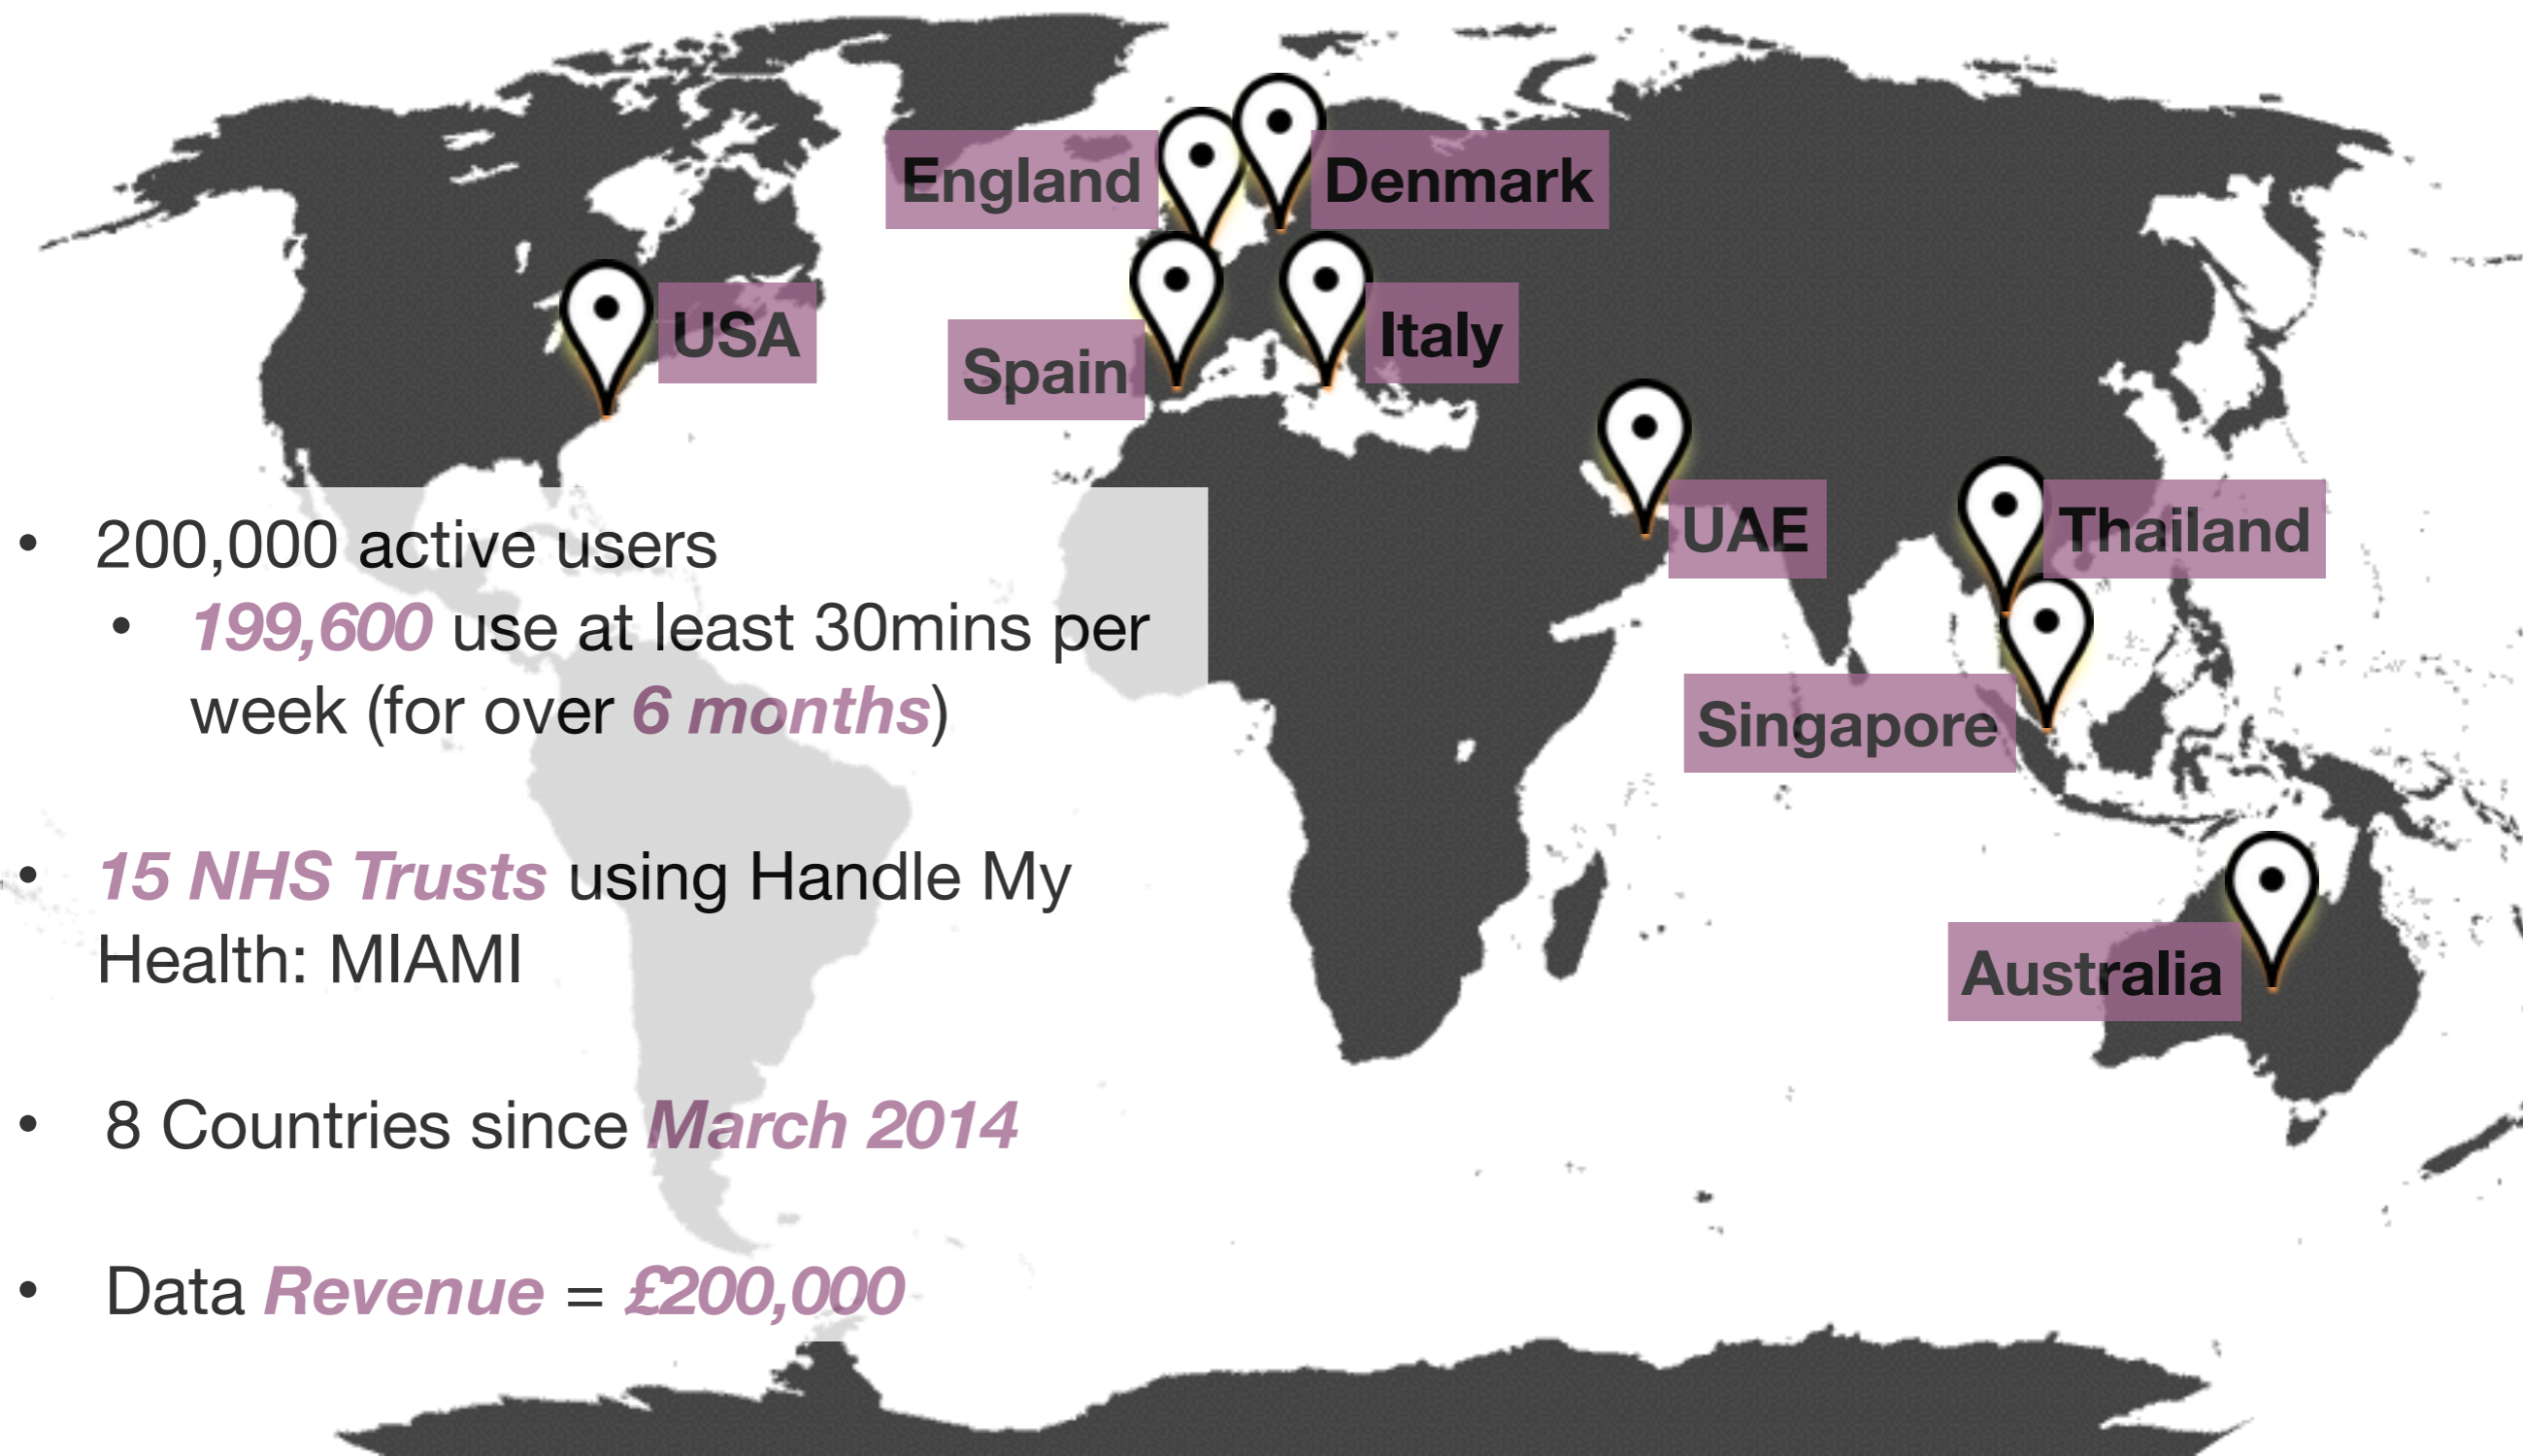 England
Denmark
USA
Spain
Italy
UAE
Thailand
Singapore
Australia
• 200,000 active users
• 199,600 use at least 30mins per
week (for over 6 months)
• 15 NHS Trusts using Handle My
Health: MIAMI
• 8 Countries since March 2014
• Data Revenue = £200,000